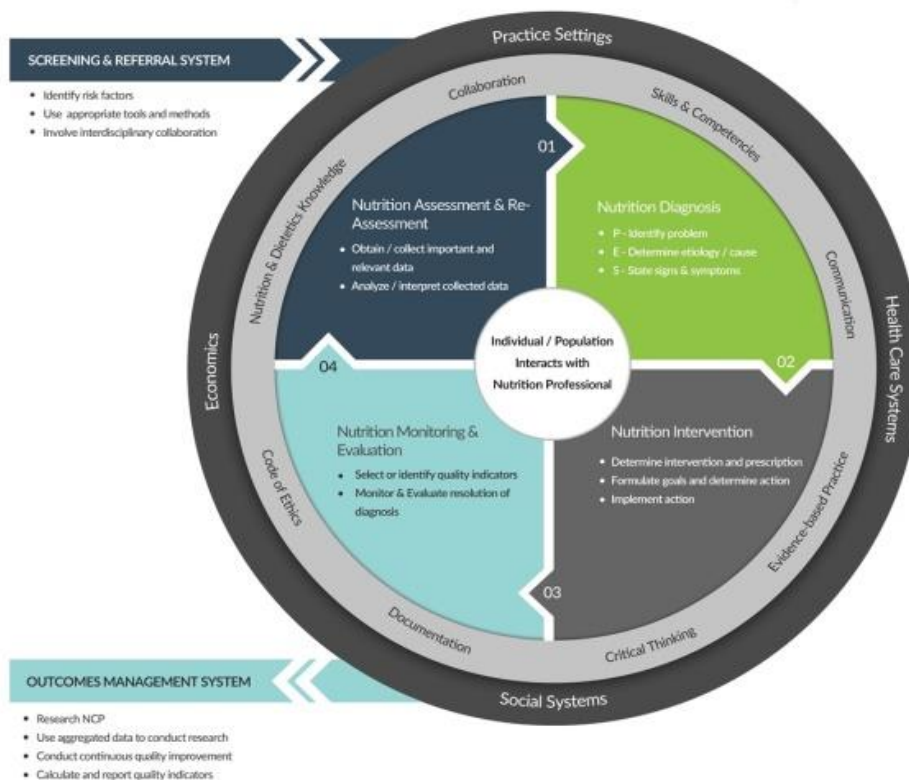 SCREENING & REFERRAL SYSTEM
• Identify risk factors
• Use appropriate tools and methods
• Involve interdisciplinary collaboration
Practice Settings
Collaboration
Skills & Competencies
Nutrition & Dietetics Knowledge
Communication
Economics
Health Care Systems
Code of Ethics
Evidence-based Practice
Documentation
Critical Thinking
Social Systems
01
Nutrition Assessment & Re-
Assessment
• Obtain / collect important and
relevant data
• Analyze / interpret collected data
Nutrition Diagnosis
• P - Identify problem
• E - Determine etiology / cause
• S - State signs & symptoms
02
Individual / Population
Interacts with
Nutrition Professional
Nutrition Intervention
• Determine intervention and prescription
• Formulate goals and determine action
• Implement action
03
04
Nutrition Monitoring &
Evaluation
• Select or identify quality indicators
• Monitor & Evaluate resolution of
diagnosis
OUTCOMES MANAGEMENT SYSTEM
• Research NCP
• Use aggregated data to conduct research
• Conduct continuous quality improvement
• Calculate and report quality indicators